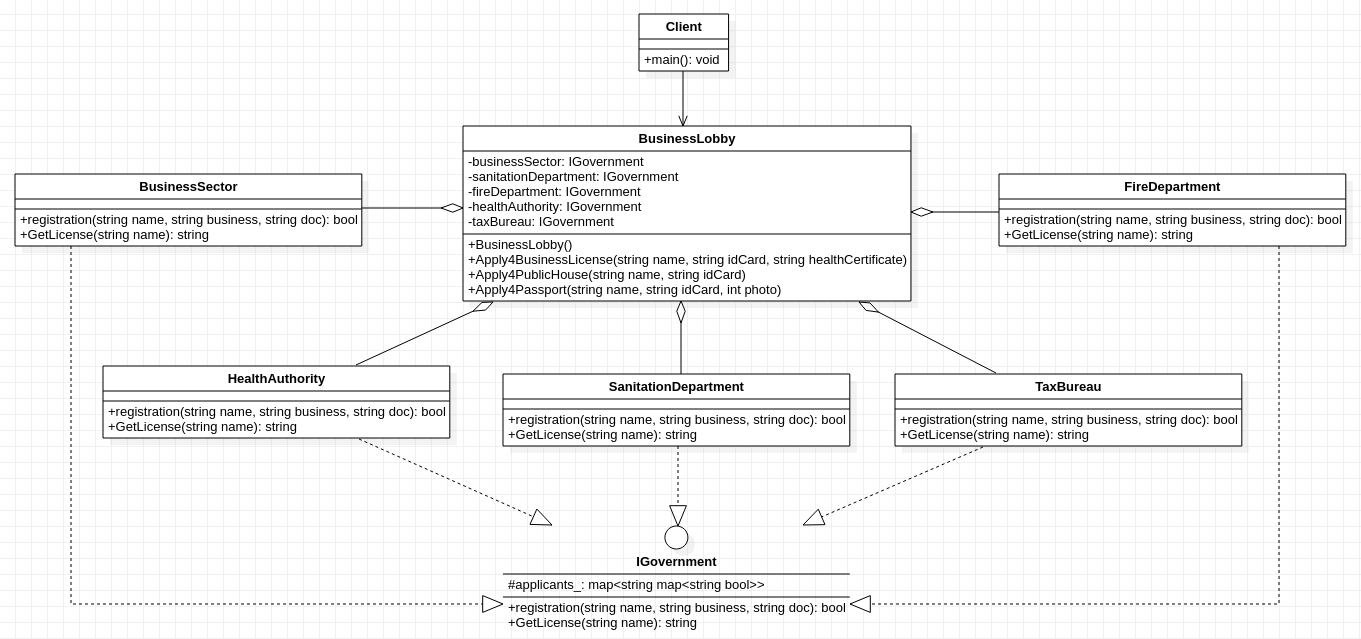 Client
+main(): void
BusinessLobby
-businessSector: IGovernment
-sanitationDepartment: IGovernment
-fireDepartment: IGovernment
-healthAuthority: IGovernment
-taxBureau: IGovernment
+BusinessLobby()
+Apply4BusinessLicense(string name, string idCard, string healthCertificate)
+Apply4PublicHouse(string name, string idCard)
+Apply4Passport(string name, string idCard, int photo)
BusinessSector
+registration(string name, string business, string doc): bool
+GetLicense(string name): string
FireDepartment
+registration(string name, string business, string doc): bool
+GetLicense(string name): string
HealthAuthority
+registration(string name, string business, string doc): bool
+GetLicense(string name): string
SanitationDepartment
+registration(string name, string business, string doc): bool
+GetLicense(string name): string
TaxBureau
+registration(string name, string business, string doc): bool
+GetLicense(string name): string
IGovernment
#applicants_: map<string map<string bool>>
+registration(string name, string business, string doc): bool
+GetLicense(string name): string